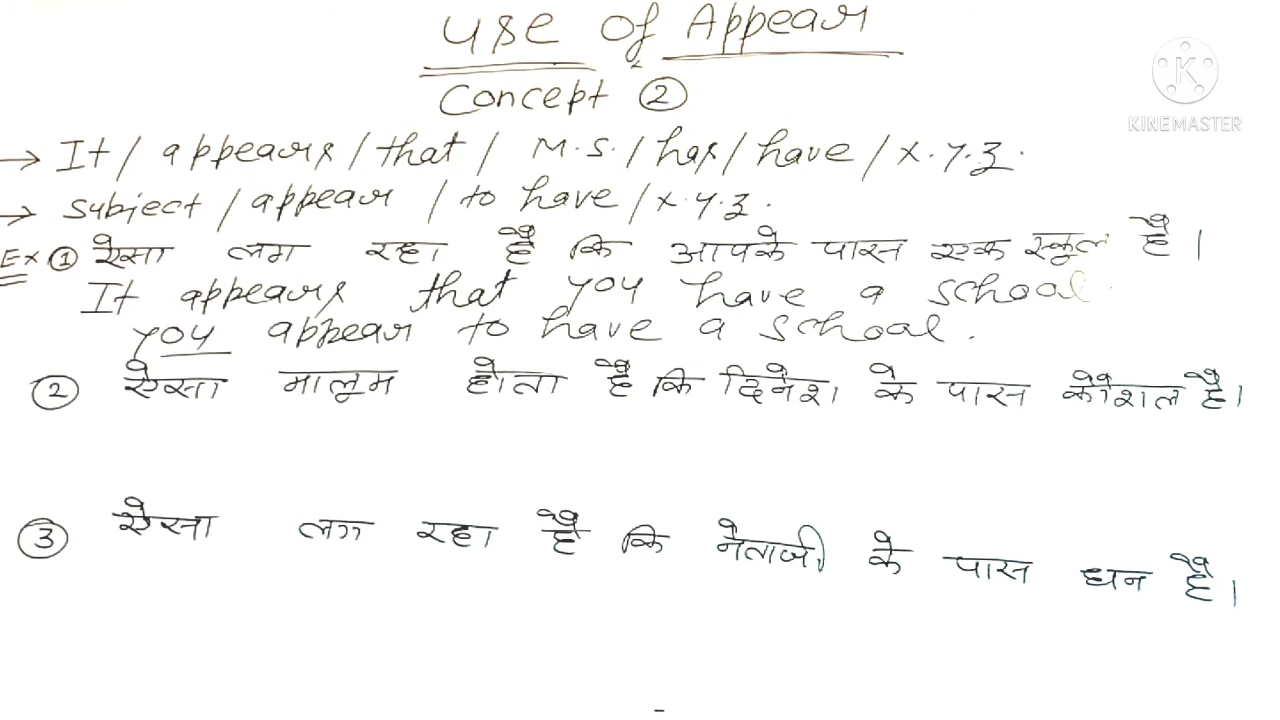 Use of Appear
Concept ②
KINEMASTER
→ It / appears / that / M.S. / has / have / x.y.z.
→ Subject / appear / to have / x.y.z.
Ex ① ऐसा लग रहा है कि आपके पास एक स्कूल है।
It appears that you have a school.
you appear to have a school.
② ऐसा मालूम होता है कि दिनेश के पास कौशल है।
③ ऐसा लग रहा है कि नेताजी के पास धन है।